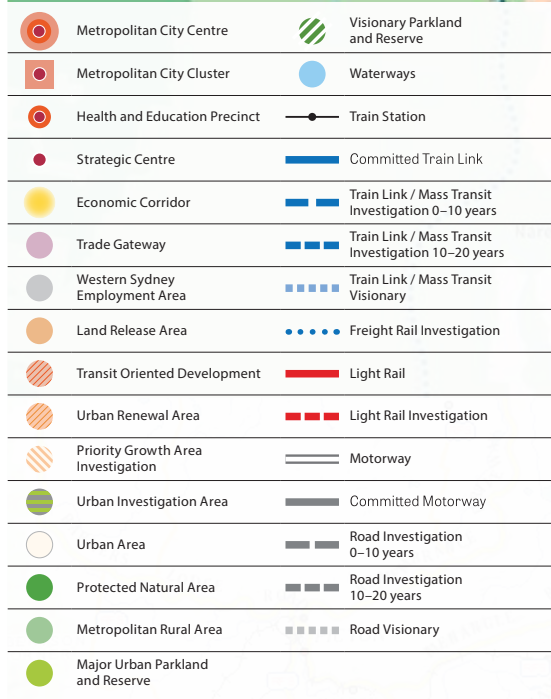 Metropolitan City Centre
Metropolitan City Cluster
Health and Education Precinct
Strategic Centre
Economic Corridor
Trade Gateway
Western Sydney
Employment Area
Land Release Area
Transit Oriented Development
Urban Renewal Area
Priority Growth Area
Investigation
Urban Investigation Area
Urban Area
Protected Natural Area
Metropolitan Rural Area
Major Urban Parkland
and Reserve
Visionary Parkland
and Reserve
Waterways
Train Station
Committed Train Link
Train Link / Mass Transit
Investigation 0–10 years
Train Link / Mass Transit
Investigation 10–20 years
Train Link / Mass Transit
Visionary
Freight Rail Investigation
Light Rail
Light Rail Investigation
Motorway
Committed Motorway
Road Investigation
0–10 years
Road Investigation
10–20 years
Road Visionary